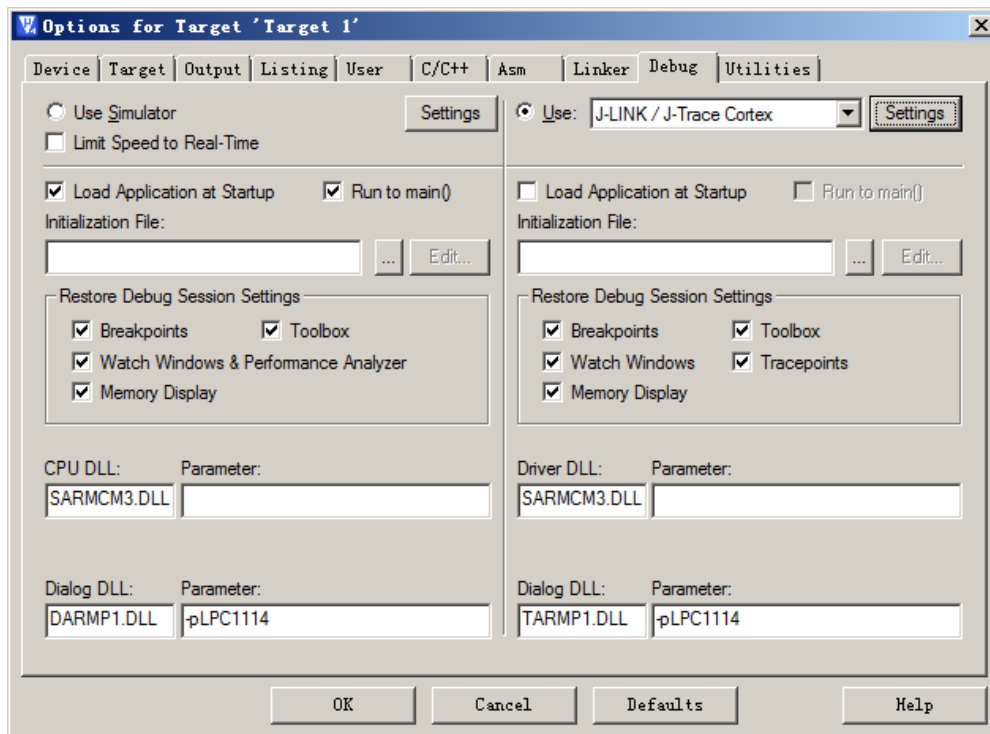 Options for Target 'Target 1'
Device Target Output Listing User C/C++ Asm Linker Debug Utilities
Use Simulator Settings
Limit Speed to Real-Time
Use: J-LINK / J-Trace Cortex Settings
Load Application at Startup Run to main()
Initialization File:
... Edit...
Restore Debug Session Settings
Breakpoints Toolbox
Watch Windows & Performance Analyzer
Memory Display
Load Application at Startup Run to main()
Initialization File:
... Edit...
Restore Debug Session Settings
Breakpoints Toolbox
Watch Windows Tracepoints
Memory Display
CPU DLL: Parameter:
SARMCM3.DLL
Driver DLL: Parameter:
SARMCM3.DLL
Dialog DLL: Parameter:
DARMP1.DLL -pLPC1114
Dialog DLL: Parameter:
TARMP1.DLL -pLPC1114
OK Cancel Defaults Help